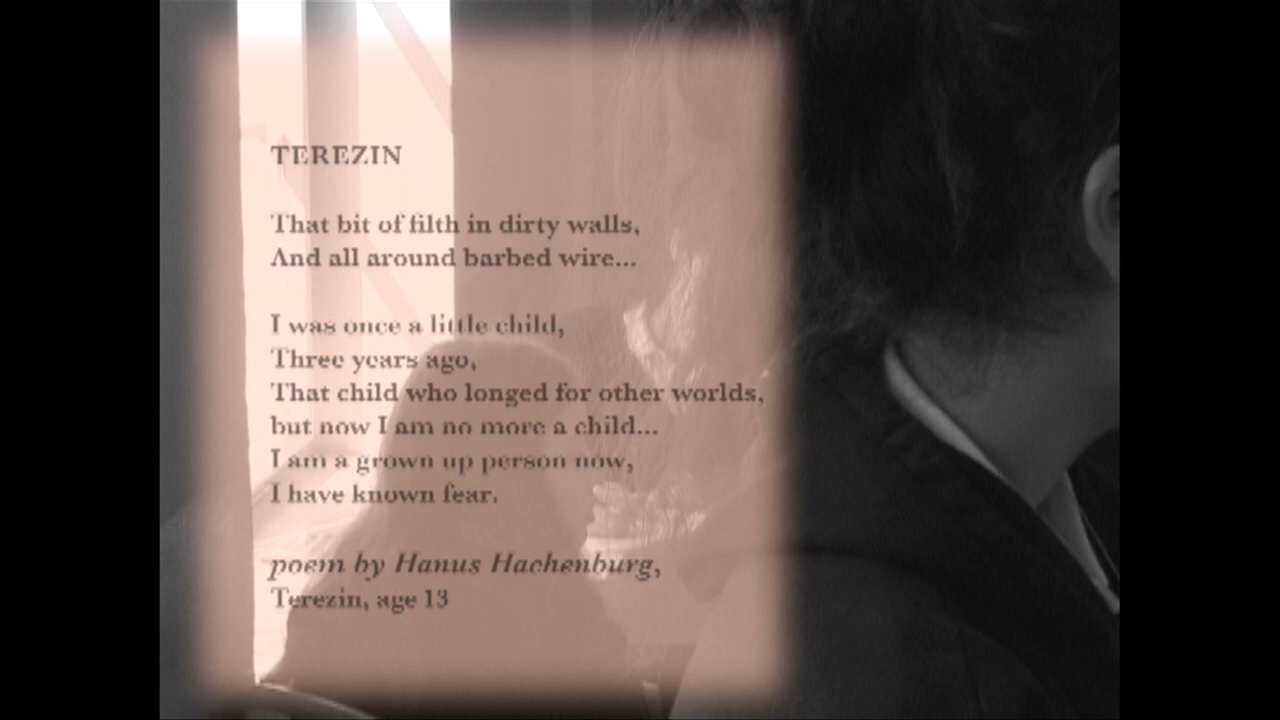 TEREZIN
That bit of filth in dirty walls,
And all around barbed wire...
I was once a little child,
Three years ago,
That child who longed for other worlds,
but now I am no more a child...
I am a grown up person now,
I have known fear.
poem by Hanus Hachenburg,
Terezin, age 13